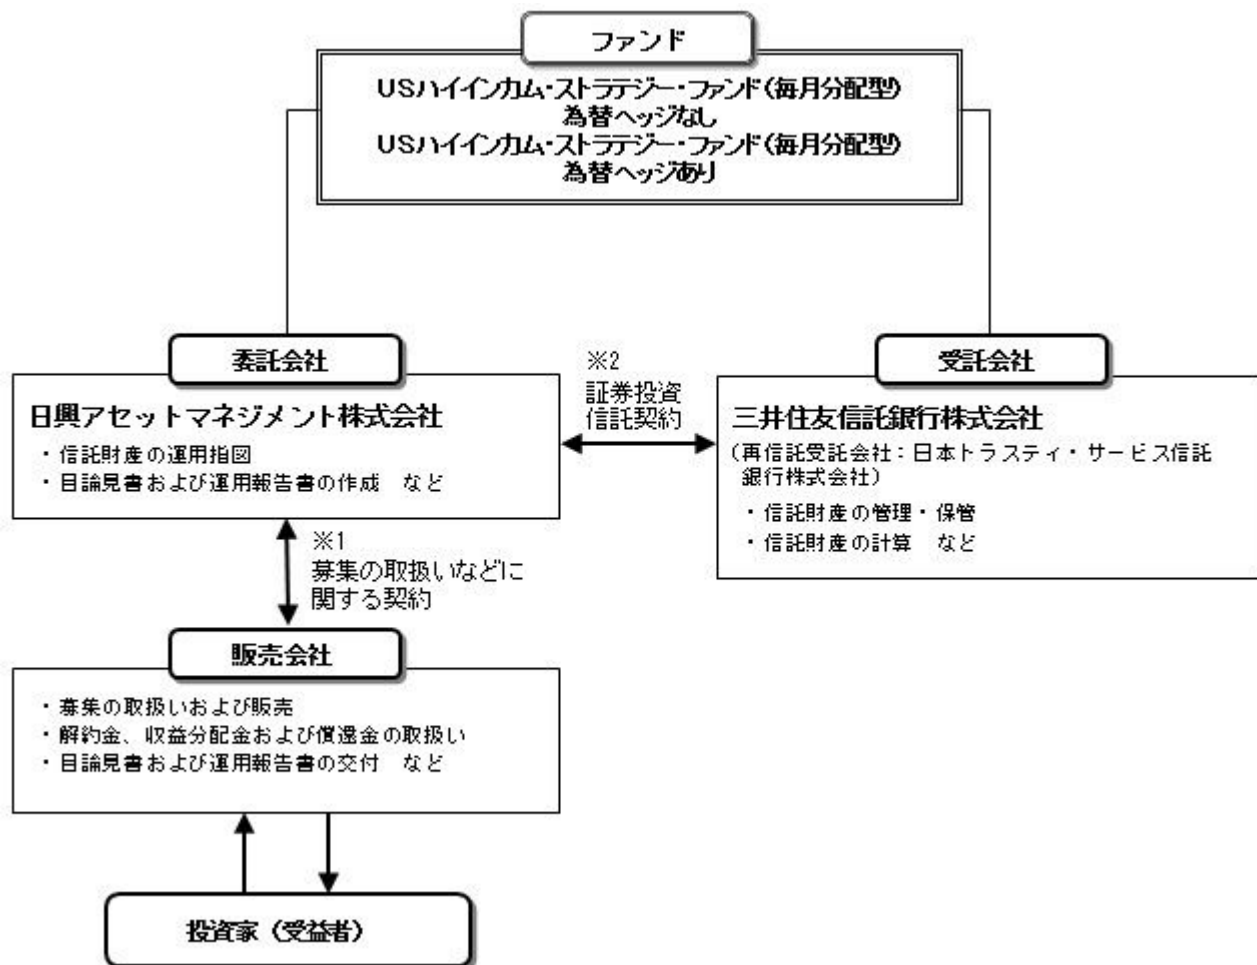 ファンド
USハイインカム・ストラテジー・ファンド(毎月分配型)
為替ヘッジなし
USハイインカム・ストラテジー・ファンド(毎月分配型)
為替ヘッジあり
委託会社
日興アセットマネジメント株式会社
・信託財産の運用指図
・目論見書および運用報告書の作成 など
※2
証券投資
信託契約
受託会社
三井住友信託銀行株式会社
(再信託受託会社:日本トラスティ・サービス信託
銀行株式会社)
・信託財産の管理・保管
・信託財産の計算 など
※1
募集の取扱いなどに
関する契約
販売会社
・募集の取扱いおよび販売
・解約金、収益分配金および償還金の取扱い
・目論見書および運用報告書の交付 など
投資家(受益者)